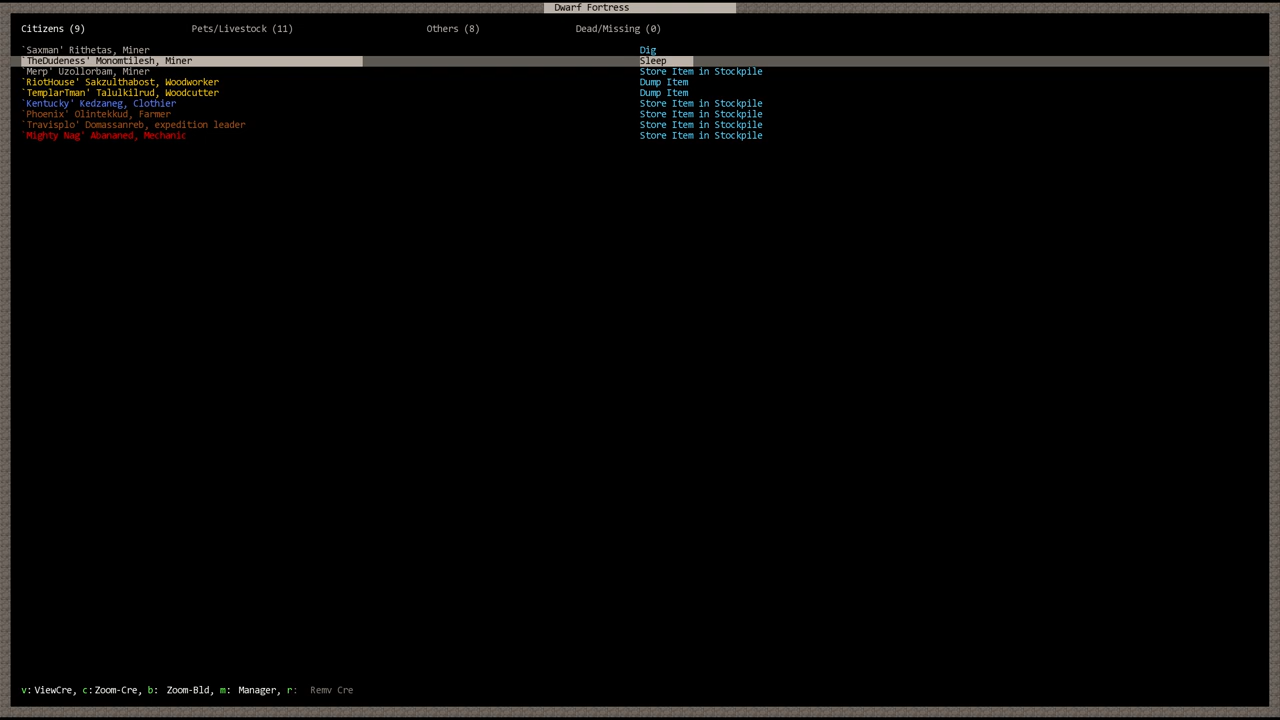 Dwarf Fortress
Citizens (9) Pets/Livestock (11) Others (8) Dead/Missing (0)
`Saxman' Rithetas, Miner Dig
`TheDudeness' Monomtilesh, Miner Sleep
`Merp' Uzollorbam, Miner Store Item in Stockpile
`RiotHouse' Sakzulthabost, Woodworker Dump Item
`TemplarTman' Talulkilrud, Woodcutter Dump Item
`Kentucky' Kedzaneg, Clothier Store Item in Stockpile
`Phoenix' Olintekkud, Farmer Store Item in Stockpile
`Travisplo' Domassanreb, expedition leader Store Item in Stockpile
`Mighty Nag' Abananed, Mechanic Store Item in Stockpile
v:ViewCre, c:Zoom-Cre, b: Zoom-Bld, m: Manager, r: Remv Cre